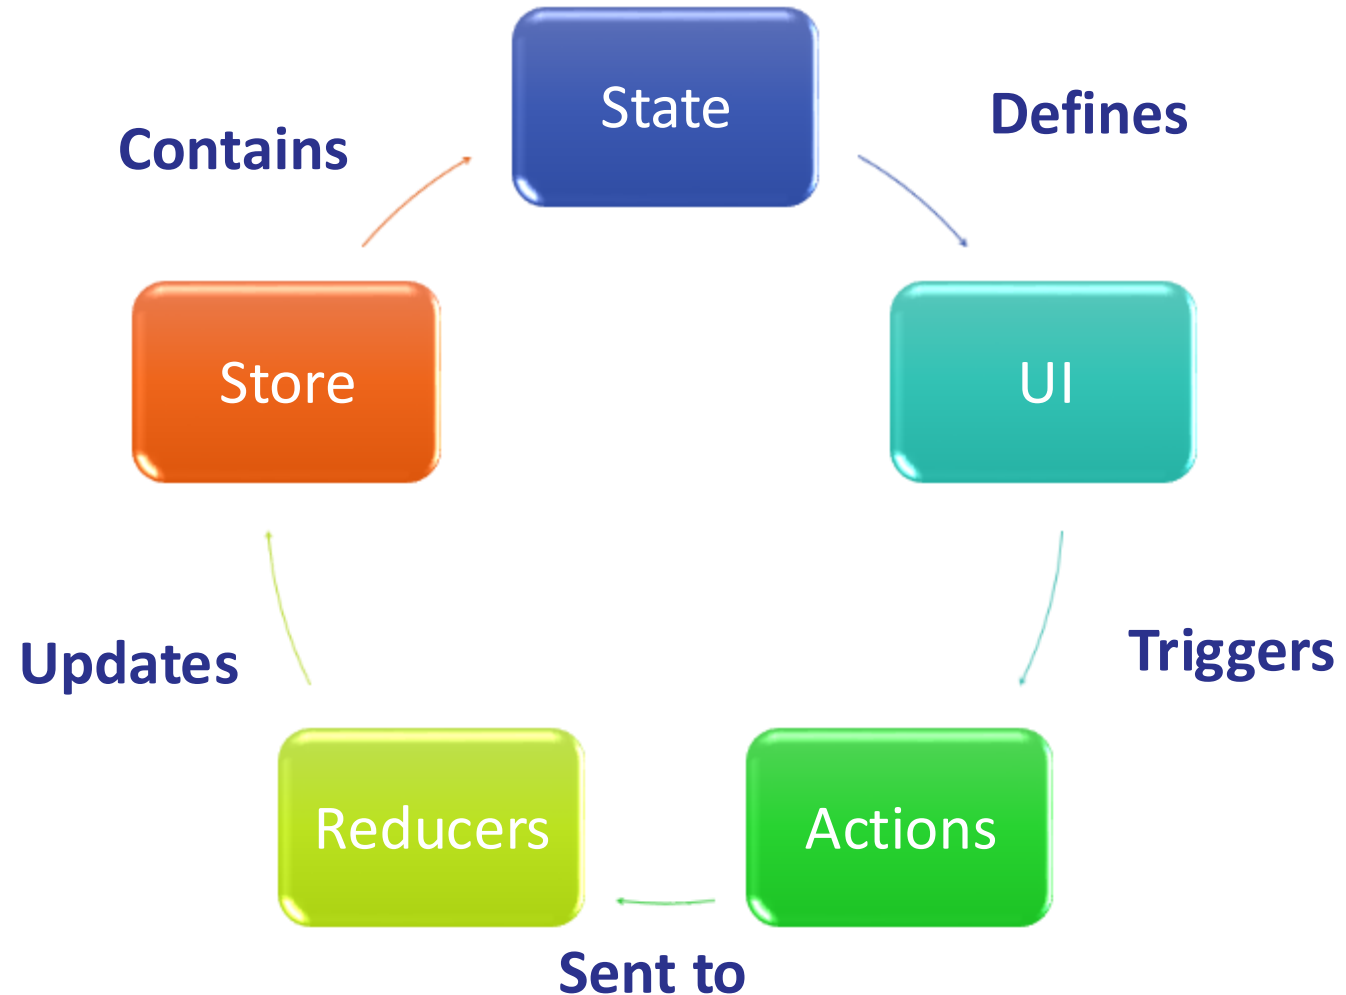 State
Defines
Contains
Store
UI
Updates
Triggers
Reducers
Actions
Sent to